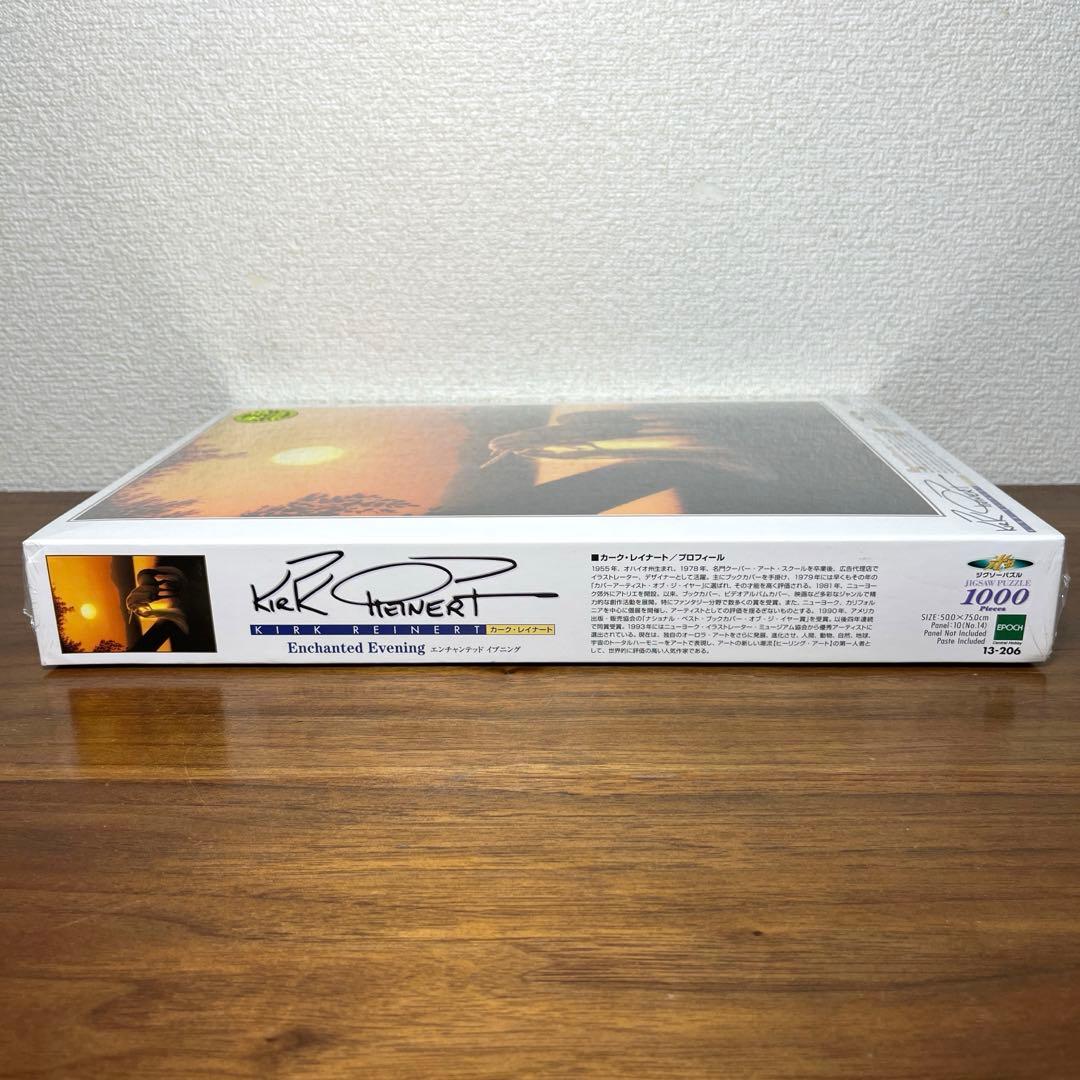 KIRK REINERT
KIRK REINERT カーク・レイナート
Enchanted Evening エンチャンテッド イブニング
■カーク・レイナート／プロフィール
1955年、オハイオ州生まれ。1978年、名門クーパー・アート・スクールを卒業後、広告代理店で
イラストレーター、デザイナーとして活躍。主にブックカバーを手掛け、1979年には早くもその年の
「カバーアーティスト・オブ・ジ・イヤー」に選ばれ、その才能を高く評価される。1981年、ニューヨー
ク郊外にアトリエを開設。以来、ブックカバー、ビデオアルバムカバー、映画など多彩なジャンルで精
力的な創作活動を展開。特にファンタジー分野で数多くの賞を受賞。また、ニューヨーク、カリフォル
ニアを中心に個展を開催し、アーティストとしての評価を揺るぎないものとする。1990年、アメリカ
出版・販売協会の「ナショナル・ベスト・ブックカバー・オブ・ジ・イヤー賞」を受賞。以後四年連続
で同賞受賞。1993年にはニューヨーク・イラストレーター・ミュージアム協会から優秀アーティストに
選出されている。現在は、独自のオーロラ・アートをさらに発展、進化させ、人間、動物、自然、地球、
宇宙のトータルハーモニーをアートで表現し、アートの新しい潮流【ヒーリング・アート】の第一人者と
して、世界的に評価の高い人気作家である。
ジグソーパズル
JIGSAW PUZZLE
1000
Pieces
SIZE:50.0×75.0cm
Panel:10(No.14)
Panel Not Included
Paste Included
EPOCH
Central Hobby
13-206
KIRK REINERT